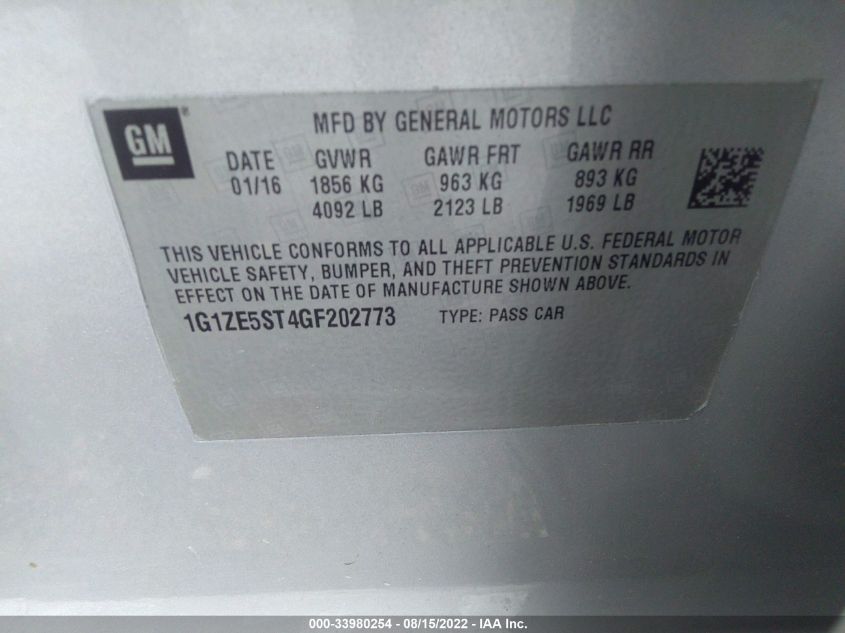 GM®
MFD BY GENERAL MOTORS LLC
DATE GVWR GAWR FRT GAWR RR
01/16 1856 KG 963 KG 893 KG
4092 LB 2123 LB 1969 LB
THIS VEHICLE CONFORMS TO ALL APPLICABLE U.S. FEDERAL MOTOR
VEHICLE SAFETY, BUMPER, AND THEFT PREVENTION STANDARDS IN
EFFECT ON THE DATE OF MANUFACTURE SHOWN ABOVE.
1G1ZE5ST4GF202773 TYPE: PASS CAR
000-33980254 - 08/15/2022 - IAA Inc.